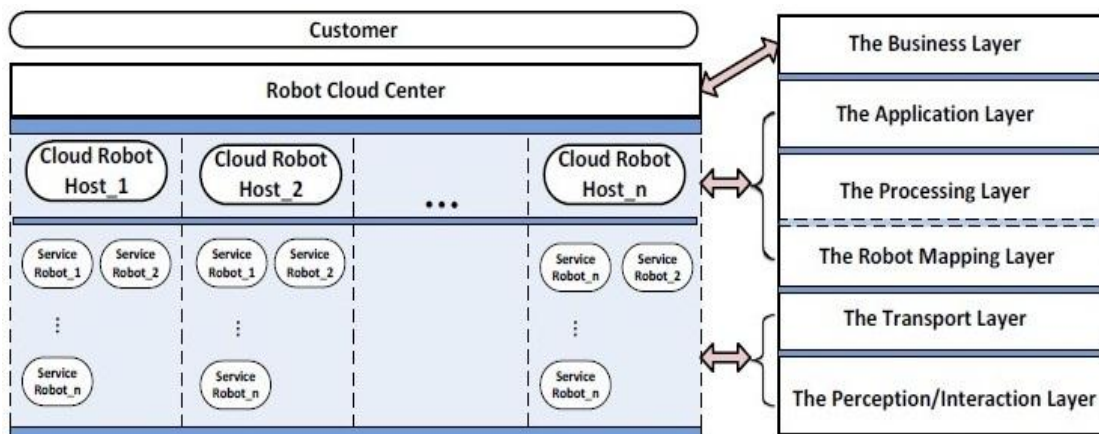 Customer
Robot Cloud Center
Cloud Robot
Host_1
Cloud Robot
Host_2
...
Cloud Robot
Host_n
Service
Robot_1
Service
Robot_2
Service
Robot_1
Service
Robot_2
Service
Robot_n
Service
Robot_2
...
...
...
Service
Robot_n
Service
Robot_n
Service
Robot_n
The Business Layer
The Application Layer
The Processing Layer
The Robot Mapping Layer
The Transport Layer
The Perception/Interaction Layer